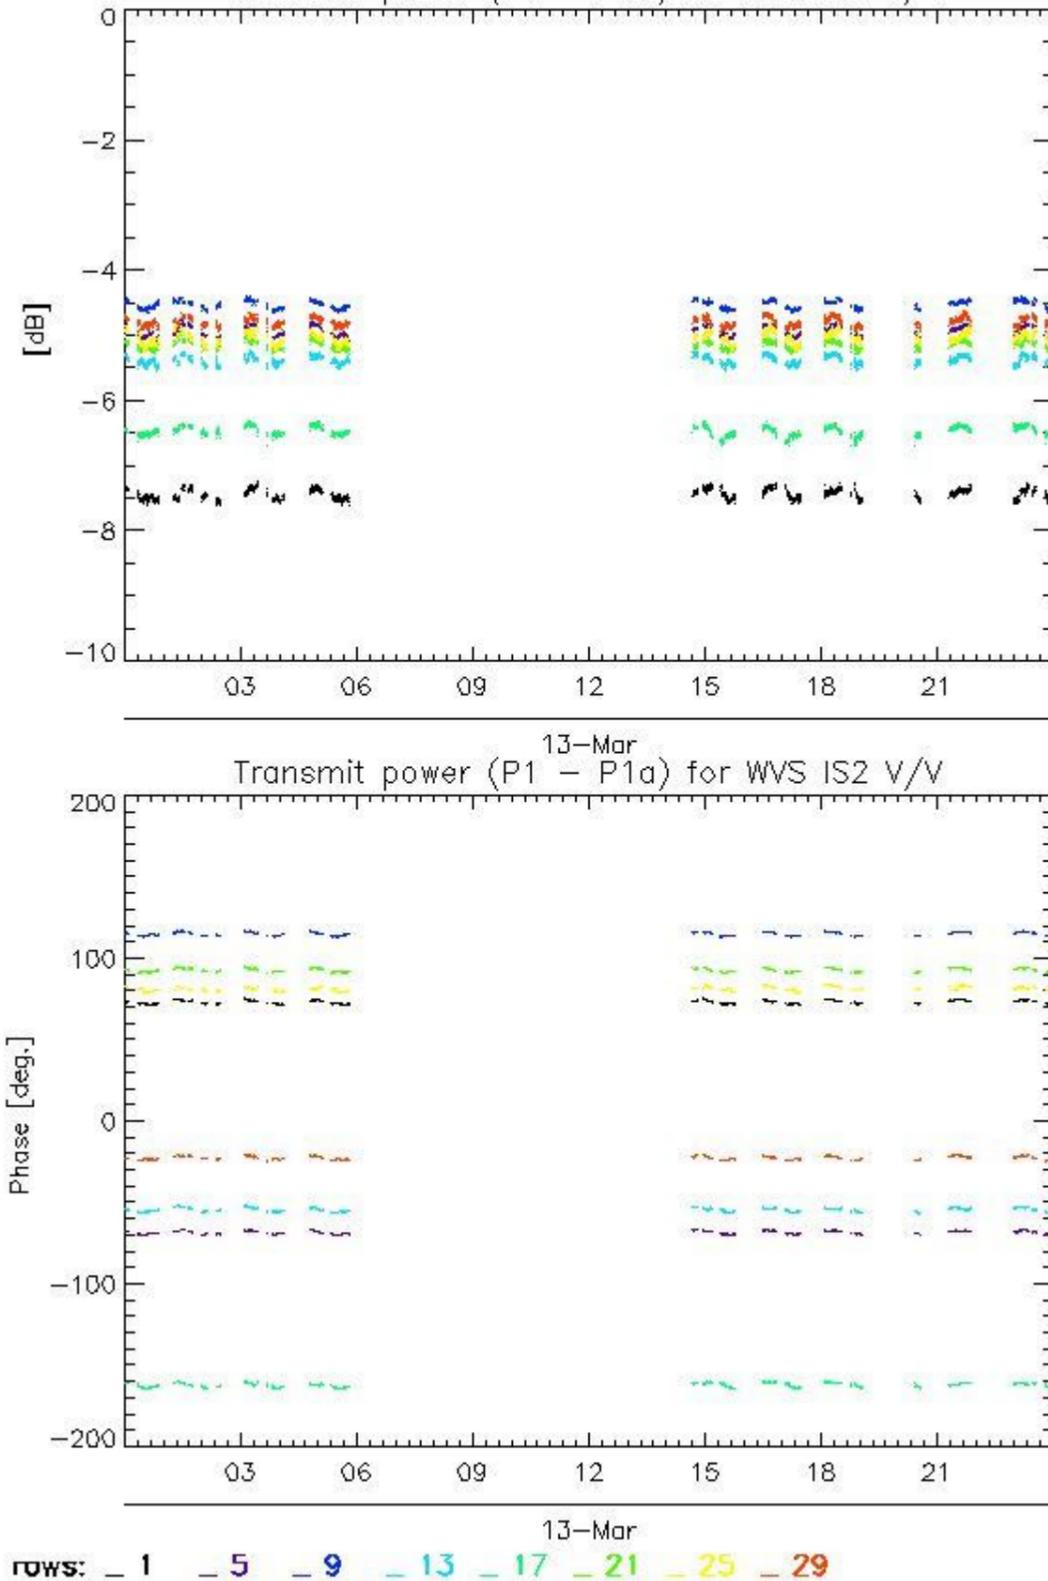 0
−2
−4
[dB]
−6
−8
−10
03 06 09 12 15 18 21
13−Mar
Transmit power (P1 − P1a) for WVS IS2 V/V
200
100
Phase [deg.]
0
−100
−200
03 06 09 12 15 18 21
13−Mar
rows: _ 1 _ 5 _ 9 _ 13 _ 17 _ 21 _ 25 _ 29